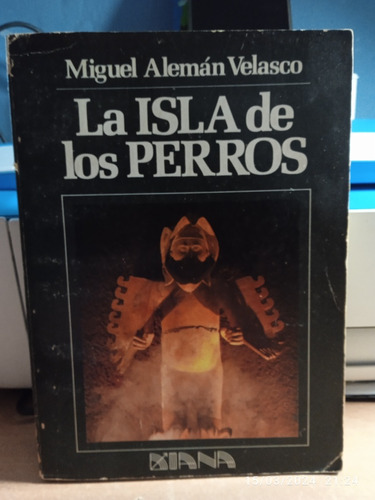 Miguel Alemán Velasco
La ISLA de
los PERROS
DIANA